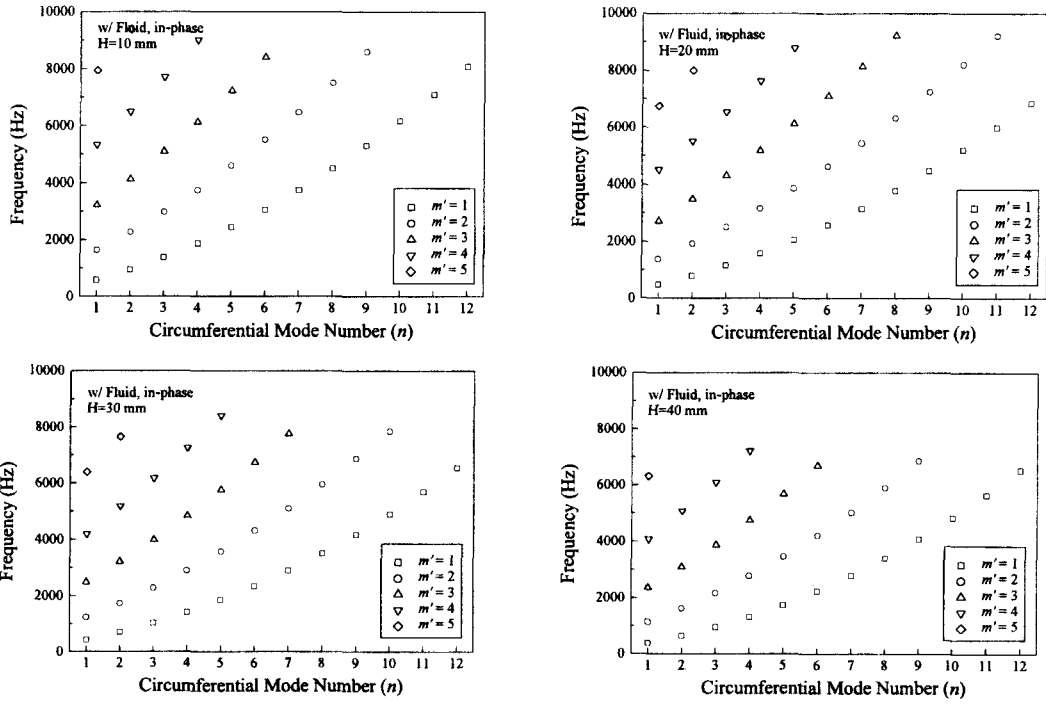 10000
w/ Fluid, in-phase
H=10 mm
8000
6000
4000
2000
0
Frequency (Hz)
m' = 1
m' = 2
m' = 3
m' = 4
m' = 5
1 2 3 4 5 6 7 8 9 10 11 12
Circumferential Mode Number (n)
10000
w/ Fluid, in-phase
H=20 mm
8000
6000
4000
2000
0
Frequency (Hz)
m' = 1
m' = 2
m' = 3
m' = 4
m' = 5
1 2 3 4 5 6 7 8 9 10 11 12
Circumferential Mode Number (n)
10000
w/ Fluid, in-phase
H=30 mm
8000
6000
4000
2000
0
Frequency (Hz)
m' = 1
m' = 2
m' = 3
m' = 4
m' = 5
1 2 3 4 5 6 7 8 9 10 11 12
Circumferential Mode Number (n)
10000
w/ Fluid, in-phase
H=40 mm
8000
6000
4000
2000
0
Frequency (Hz)
m' = 1
m' = 2
m' = 3
m' = 4
m' = 5
1 2 3 4 5 6 7 8 9 10 11 12
Circumferential Mode Number (n)